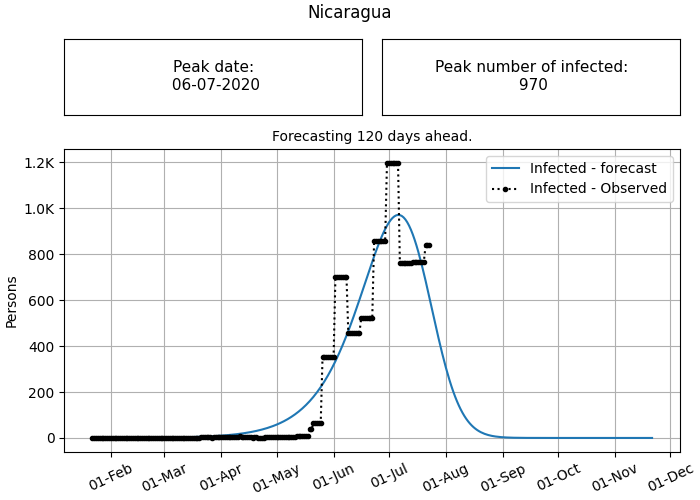 Nicaragua
Peak date:
06-07-2020
Peak number of infected:
970
Forecasting 120 days ahead.
1.2K
1.0K
800
600
400
200
0
Persons
Infected - forecast
Infected - Observed
01-Feb
01-Mar
01-Apr
01-May
01-Jun
01-Jul
01-Aug
01-Sep
01-Oct
01-Nov
01-Dec